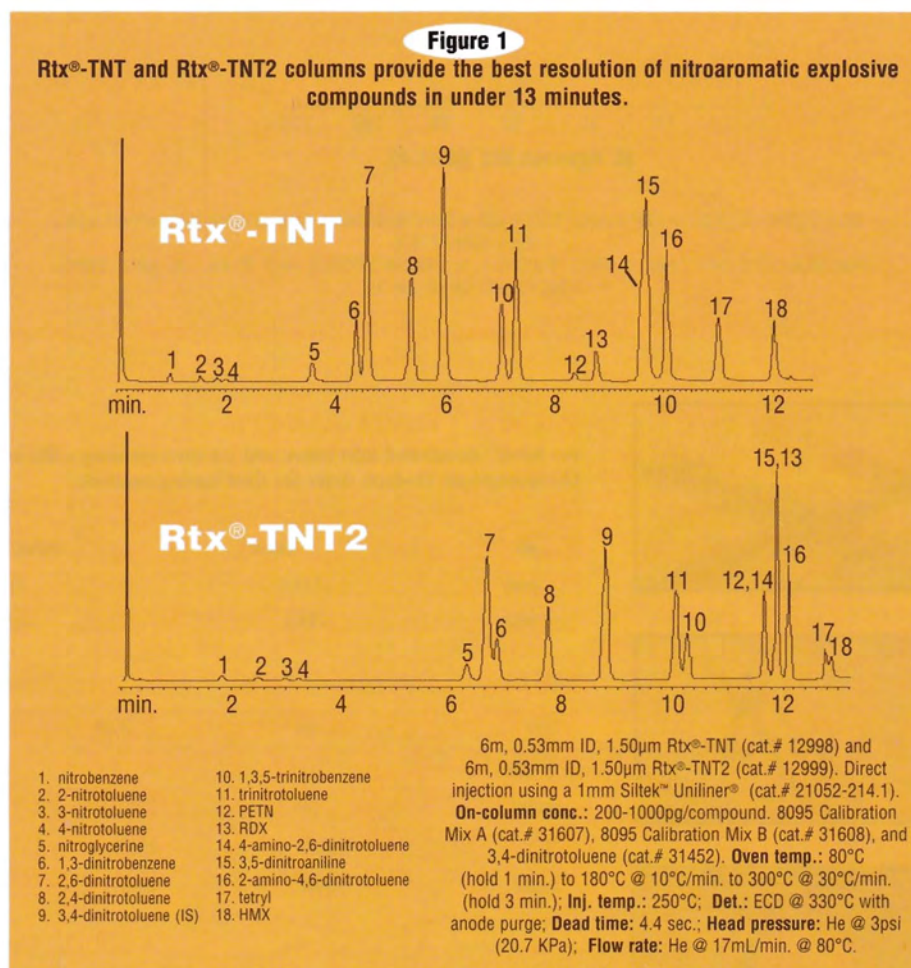 Figure 1
Rtx®-TNT and Rtx®-TNT2 columns provide the best resolution of nitroaromatic explosive
compounds in under 13 minutes.
Rtx®-TNT
1 2 3 4 5 6 7 8 9 10 11 12 13 14 15 16 17 18
min. 2 4 6 8 10 12
Rtx®-TNT2
1 2 3 4 5 7 6 8 9 11 10 12,14 15,13 16 17 18
min. 2 4 6 8 10 12
1. nitrobenzene
2. 2-nitrotoluene
3. 3-nitrotoluene
4. 4-nitrotoluene
5. nitroglycerine
6. 1,3-dinitrobenzene
7. 2,6-dinitrotoluene
8. 2,4-dinitrotoluene
9. 3,4-dinitrotoluene (IS)
10. 1,3,5-trinitrobenzene
11. trinitrotoluene
12. PETN
13. RDX
14. 4-amino-2,6-dinitrotoluene
15. 3,5-dinitroaniline
16. 2-amino-4,6-dinitrotoluene
17. tetryl
18. HMX
6m, 0.53mm ID, 1.50µm Rtx®-TNT (cat.# 12998) and
6m, 0.53mm ID, 1.50µm Rtx®-TNT2 (cat.# 12999). Direct
injection using a 1mm Siltek™ Uniliner® (cat.# 21052-214.1).
On-column conc.: 200-1000pg/compound. 8095 Calibration
Mix A (cat.# 31607), 8095 Calibration Mix B (cat.# 31608), and
3,4-dinitrotoluene (cat.# 31452). Oven temp.: 80°C
(hold 1 min.) to 180°C @ 10°C/min. to 300°C @ 30°C/min.
(hold 3 min.); Inj. temp.: 250°C; Det.: ECD @ 330°C with
anode purge; Dead time: 4.4 sec.; Head pressure: He @ 3psi
(20.7 KPa); Flow rate: He @ 17mL/min. @ 80°C.